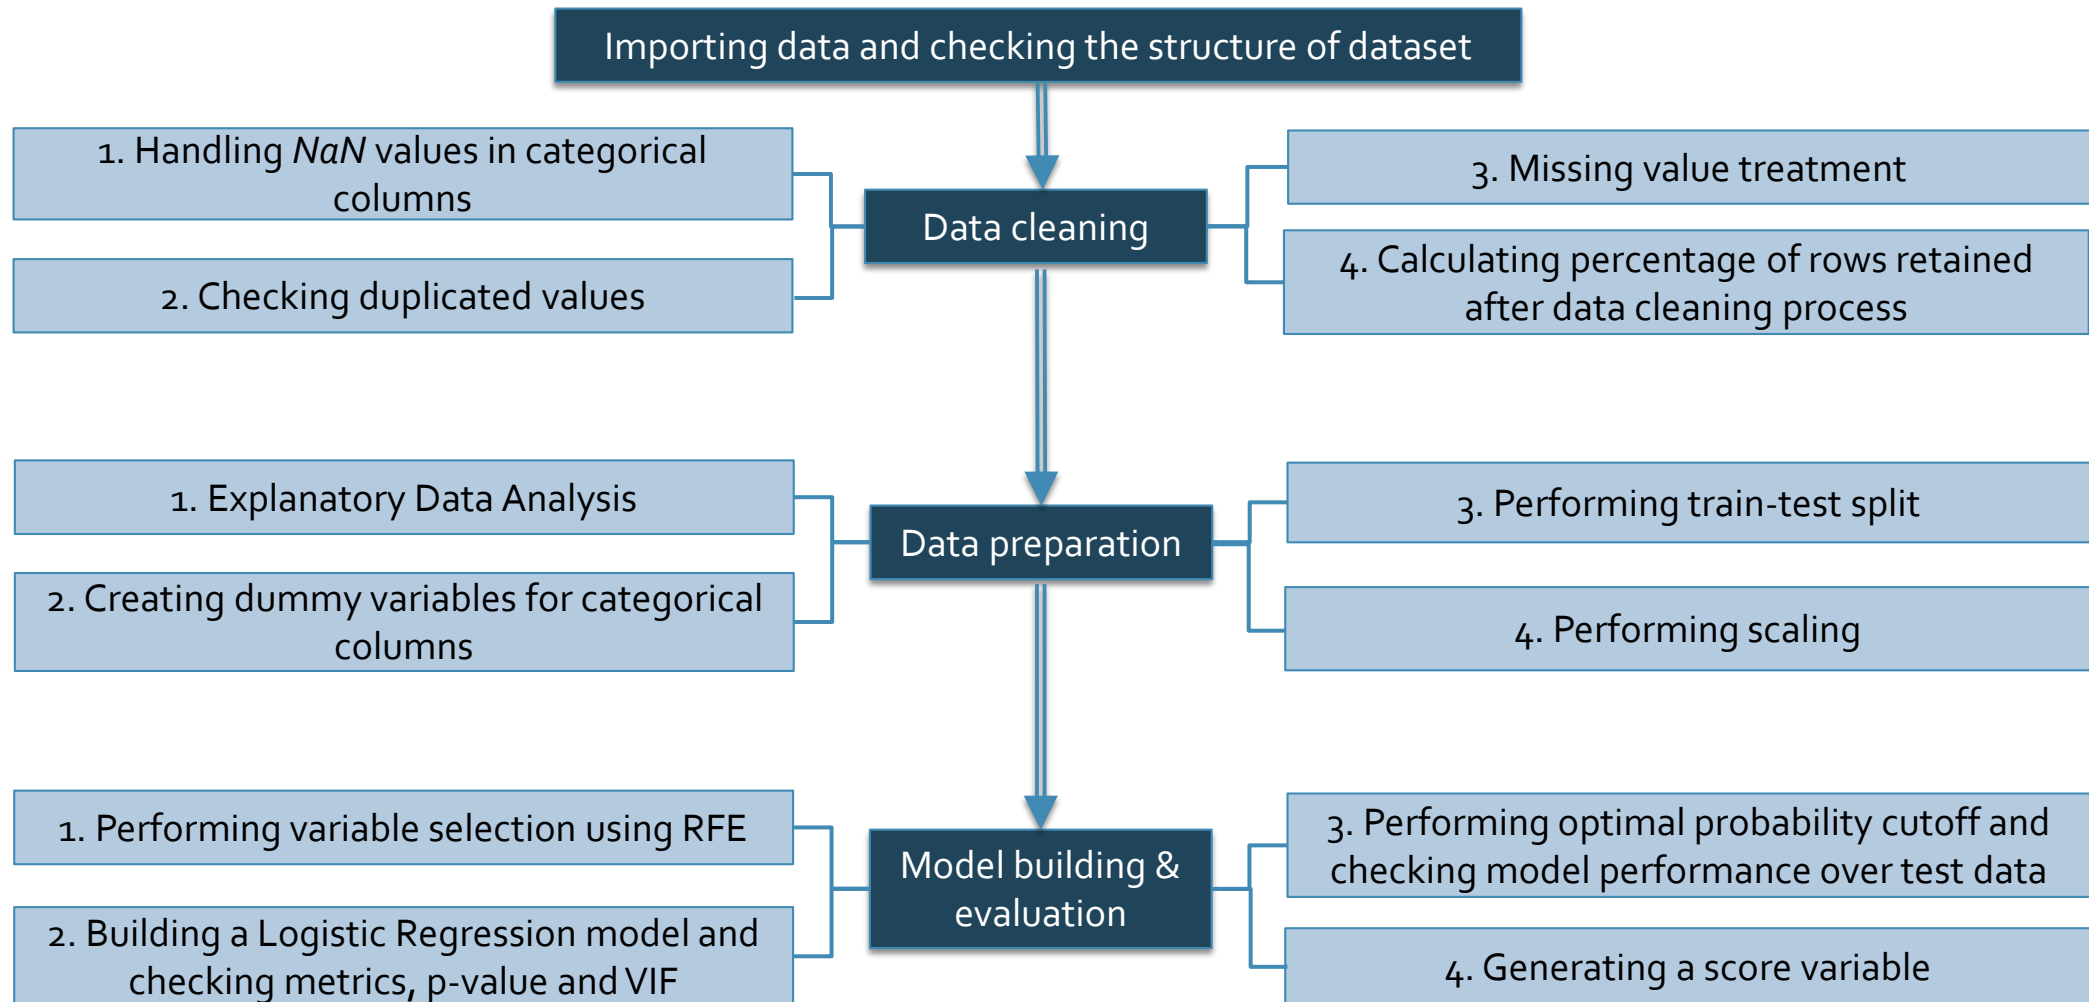 Importing data and checking the structure of dataset
1. Handling NaN values in categorical
columns
2. Checking duplicated values
Data cleaning
3. Missing value treatment
4. Calculating percentage of rows retained
after data cleaning process
1. Explanatory Data Analysis
2. Creating dummy variables for categorical
columns
Data preparation
3. Performing train-test split
4. Performing scaling
1. Performing variable selection using RFE
2. Building a Logistic Regression model and
checking metrics, p-value and VIF
Model building &
evaluation
3. Performing optimal probability cutoff and
checking model performance over test data
4. Generating a score variable